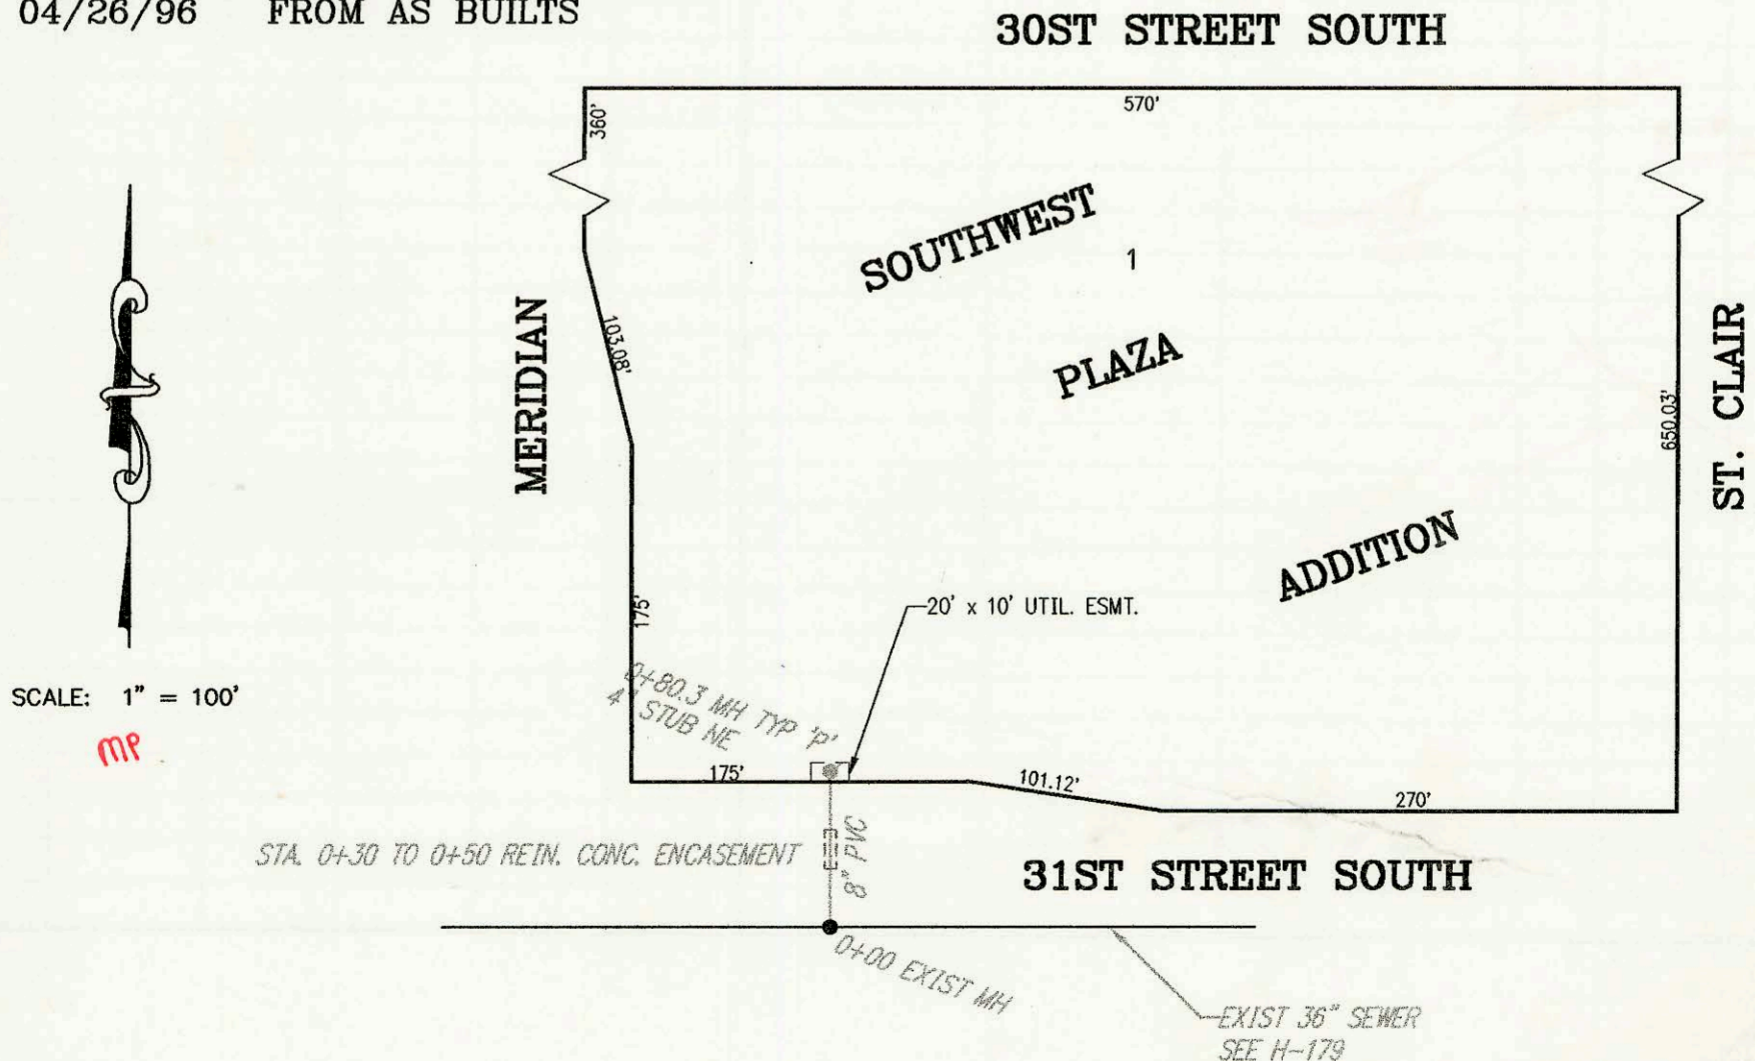 04/26/96 FROM AS BUILTS
30ST STREET SOUTH
570'
360'
SOUTHWEST
1
MERIDIAN
103.08'
PLAZA
ST. CLAIR
650.03'
ADDITION
175'
20' x 10' UTIL. ESMT.
SCALE: 1" = 100'
MP
0+80.3 MH TYP 'P'
4" STUB NE
175'
101.12'
270'
STA. 0+30 TO 0+50 REIN. CONC. ENCASEMENT
8" PVC
31ST STREET SOUTH
0+00 EXIST MH
EXIST 36" SEWER
SEE H-179